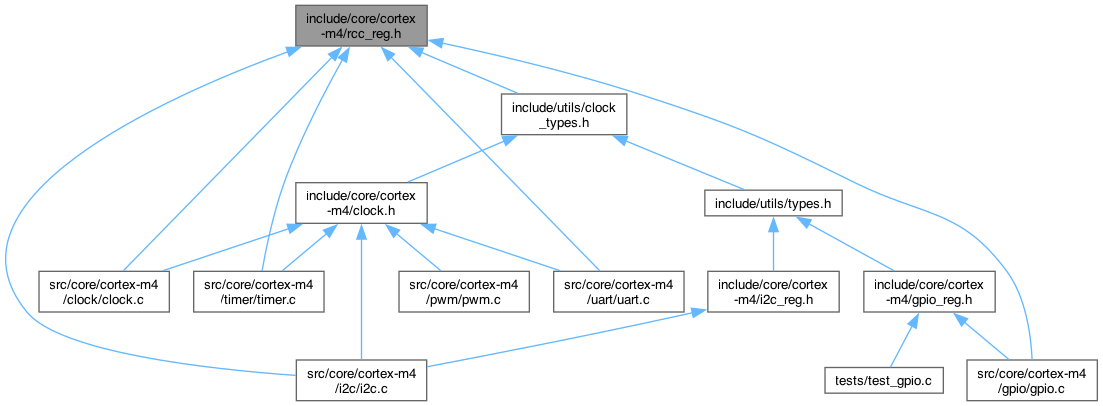 include/core/cortex
-m4/rcc_reg.h
include/utils/clock
_types.h
include/core/cortex
-m4/clock.h
include/utils/types.h
src/core/cortex-m4
/clock/clock.c
src/core/cortex-m4
/timer/timer.c
src/core/cortex-m4
/pwm/pwm.c
src/core/cortex-m4
/uart/uart.c
include/core/cortex
-m4/i2c_reg.h
include/core/cortex
-m4/gpio_reg.h
src/core/cortex-m4
/i2c/i2c.c
tests/test_gpio.c
src/core/cortex-m4
/gpio/gpio.c